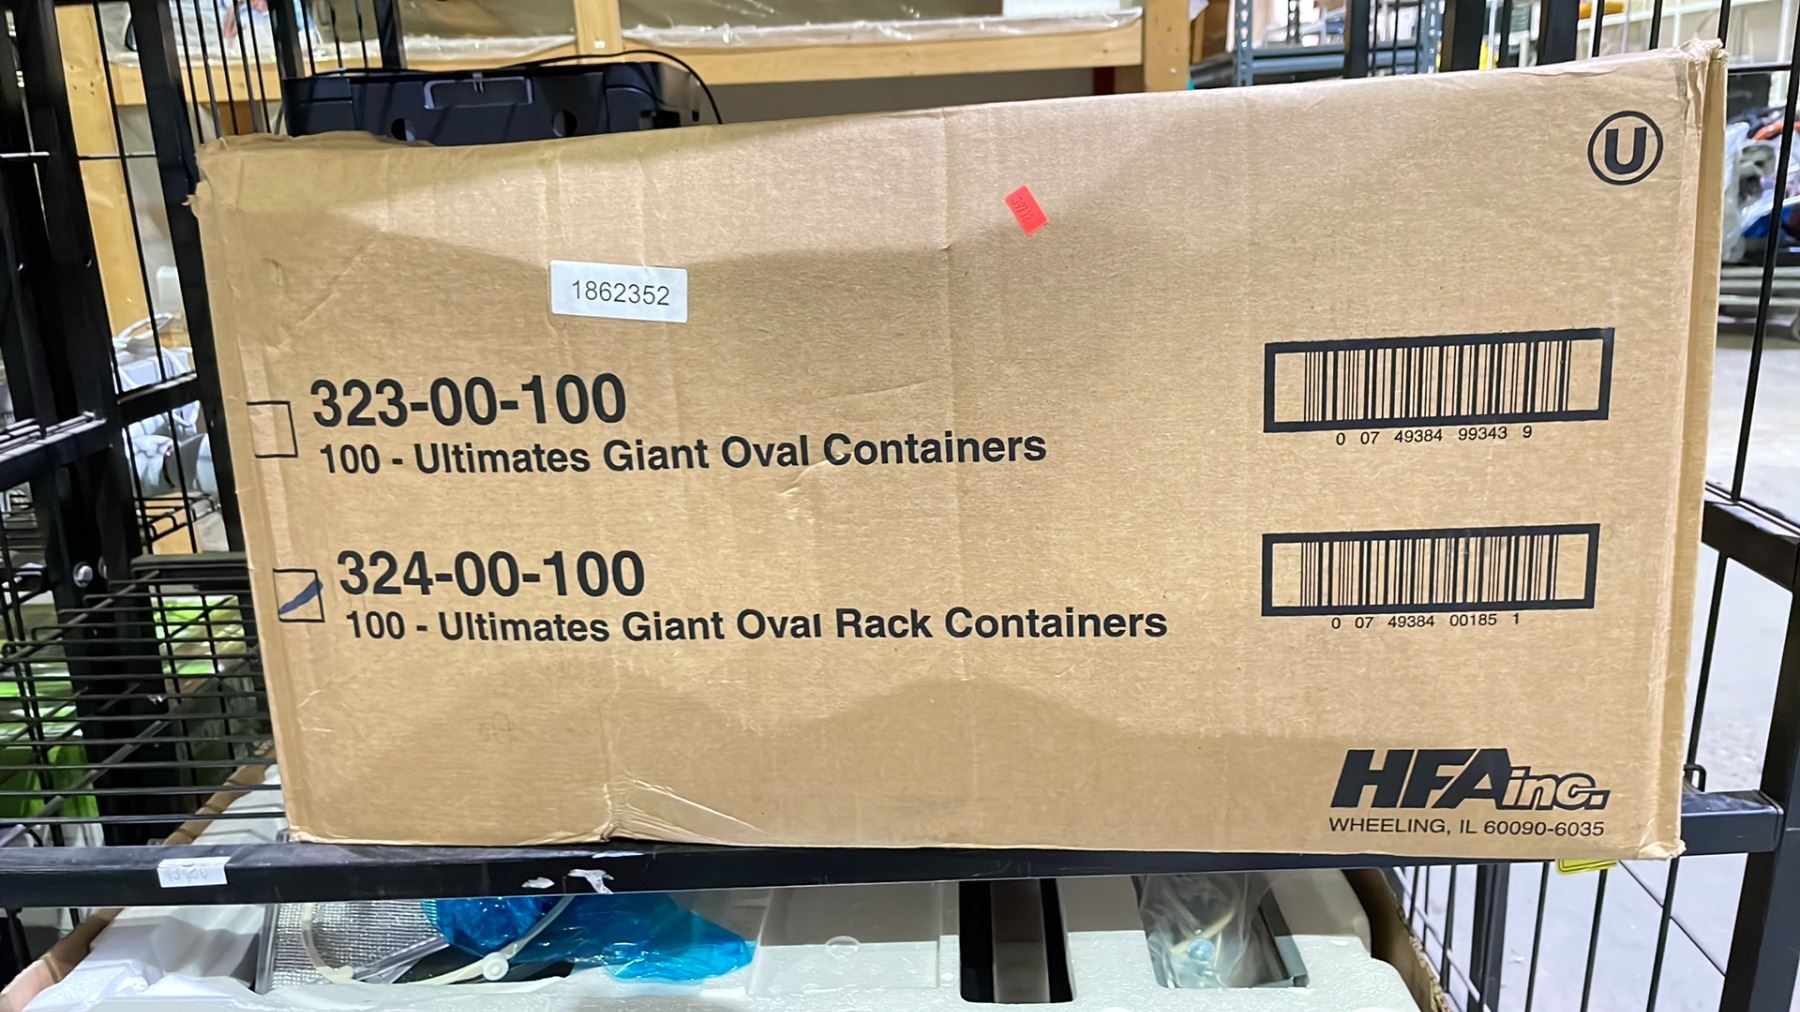 U
39112
1862352
323-00-100
100 - Ultimates Giant Oval Containers
0 07 49384 99343 9
324-00-100
100 - Ultimates Giant Oval Rack Containers
0 07 49384 00185 1
HFA inc.
WHEELING, IL 60090-6035